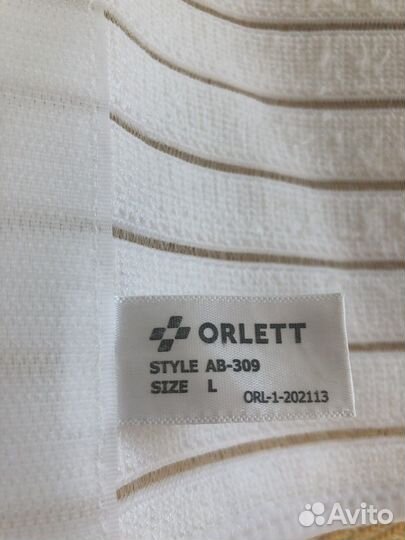 ORLETT
STYLE AB-309
SIZE L
ORL-1-202113
Avito